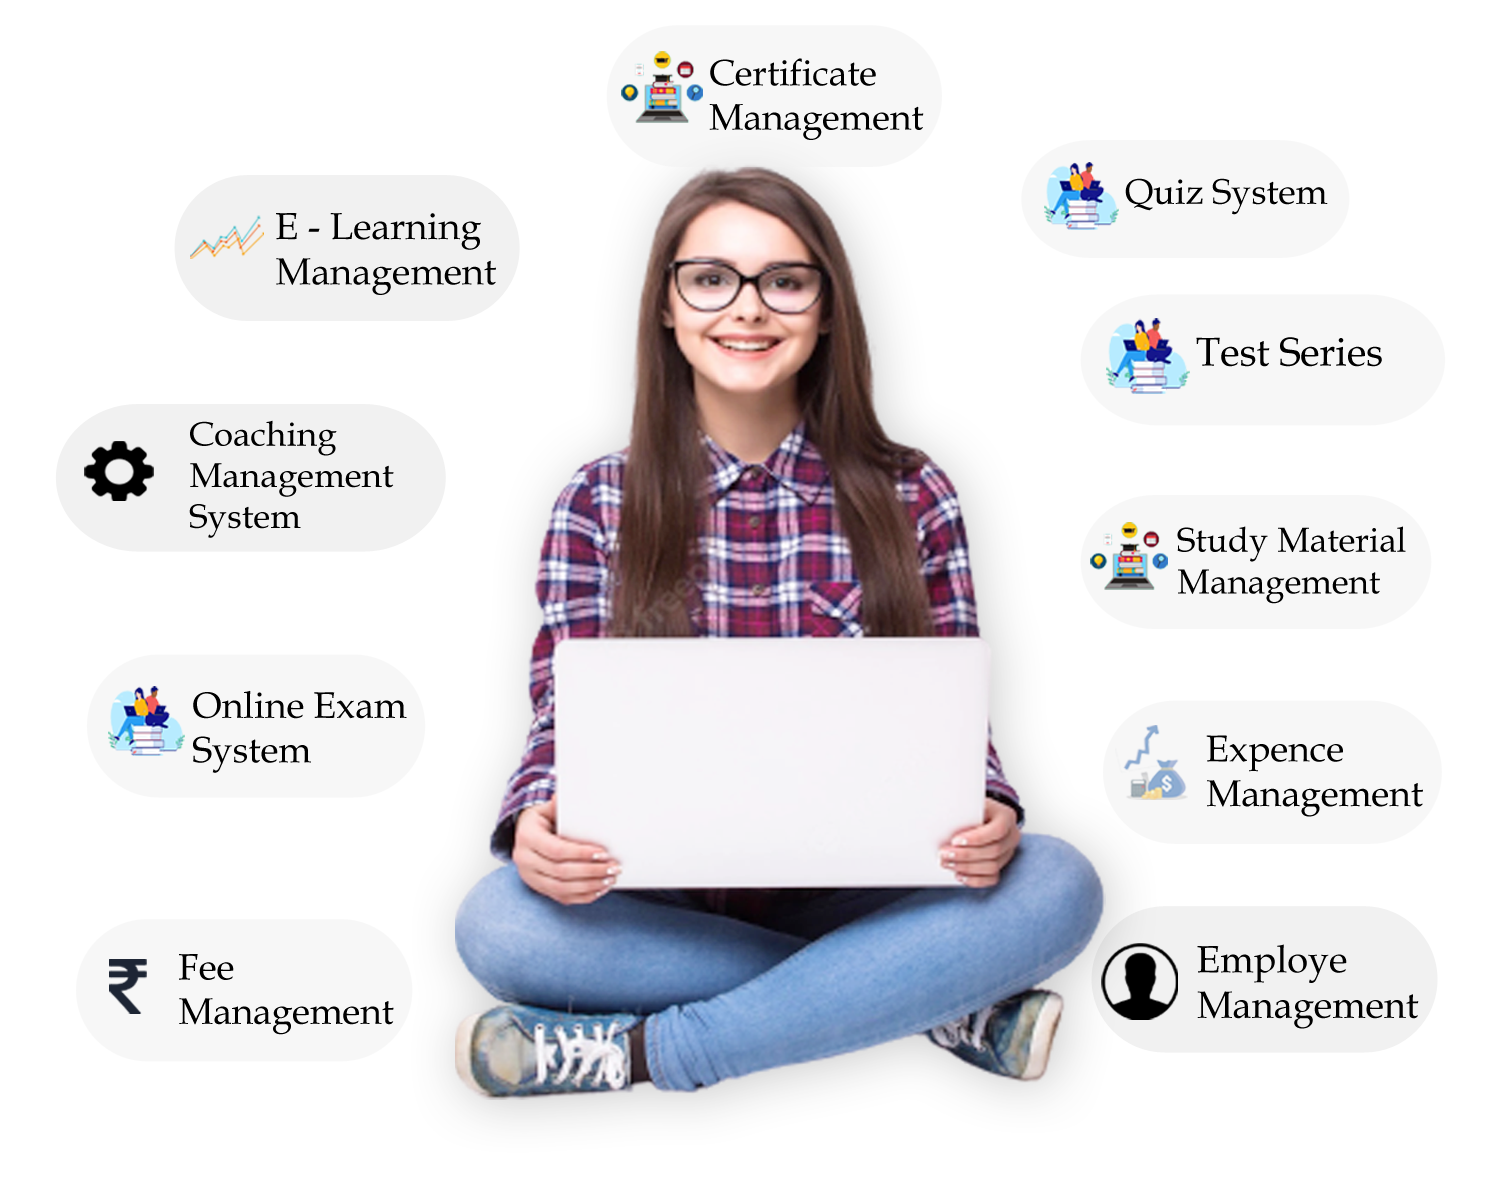 Certificate
Management
E - Learning
Management
Quiz System
Test Series
Coaching
Management
System
Study Material
Management
Online Exam
System
Expence
Management
Fee
Management
Employe
Management